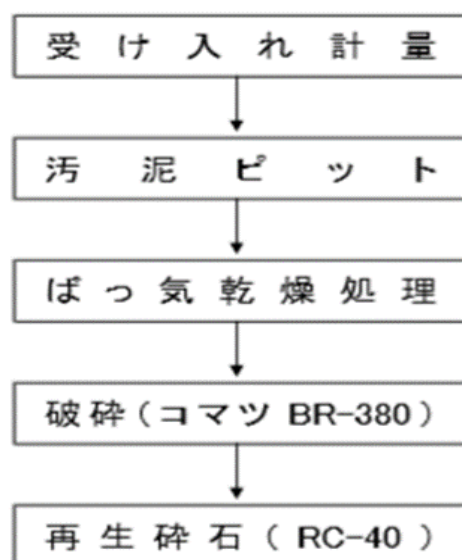 受け入れ計量
汚泥ピット
ばっ気乾燥処理
破砕(コマツ BR-380)
再生砕石(RC-40)